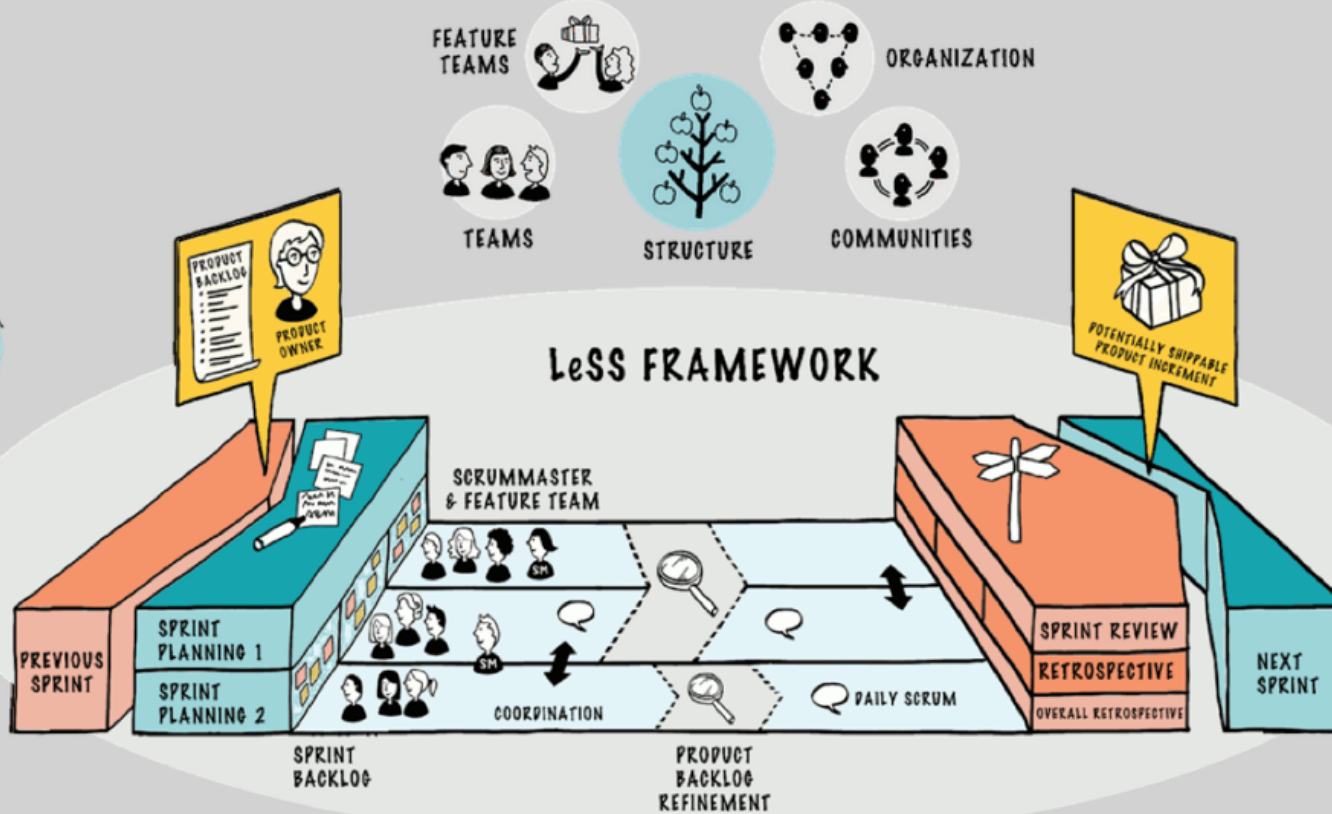 FEATURE
TEAMS
ORGANIZATION
TEAMS
STRUCTURE
COMMUNITIES
PRODUCT
BACKLOG
PRODUCT
OWNER
POTENTIALLY SHIPPABLE
PRODUCT INCREMENT
LeSS FRAMEWORK
SCRUMMASTER
& FEATURE TEAM
SM
SM
PREVIOUS
SPRINT
SPRINT
PLANNING 1
SPRINT
PLANNING 2
COORDINATION
DAILY SCRUM
SPRINT REVIEW
RETROSPECTIVE
OVERALL RETROSPECTIVE
NEXT
SPRINT
SPRINT
BACKLOG
PRODUCT
BACKLOG
REFINEMENT